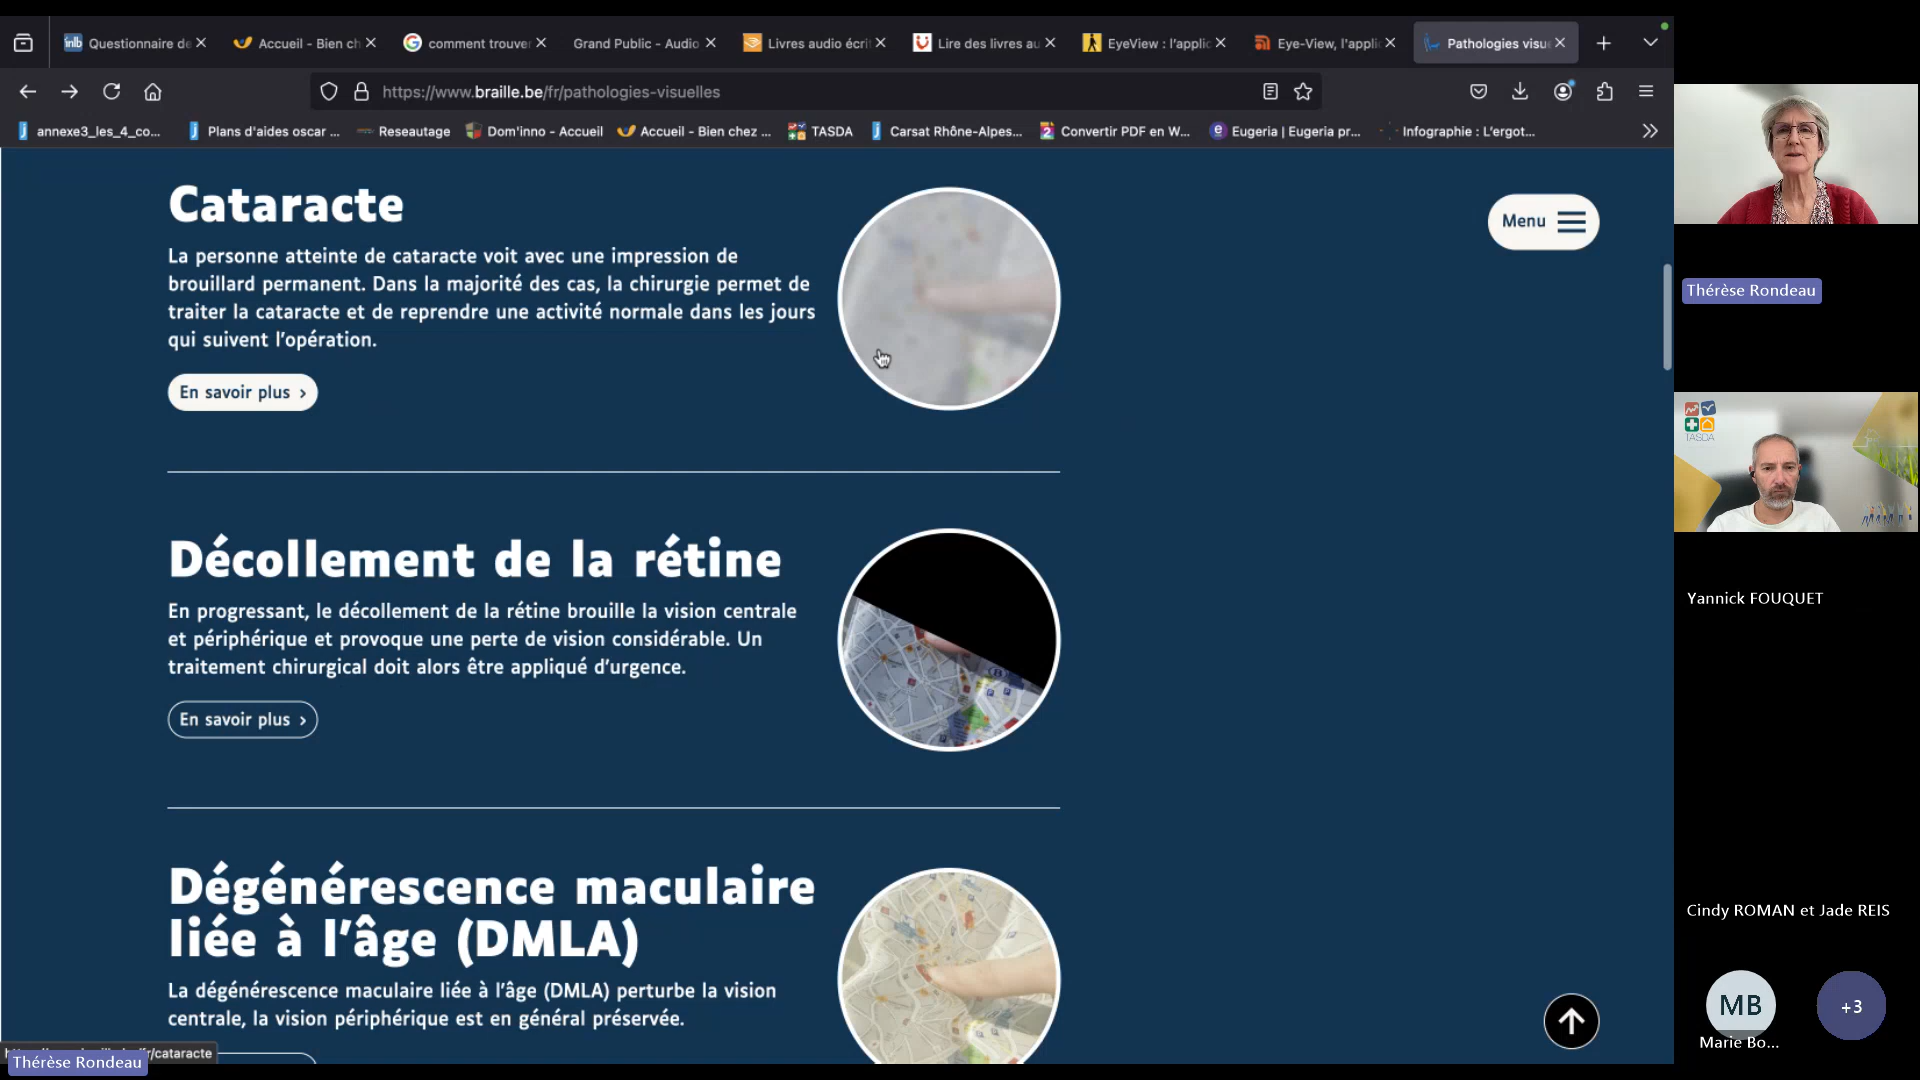 Questionnaire de
Accueil - Bien ch
comment trouver
Grand Public - Audio
Livres audio écri
Lire des livres au
EyeView : l'applic
Eye-View, l'appli
Pathologies visu
https://www.braille.be/fr/pathologies-visuelles
annexe3_les_4_co...
Plans d'aides oscar ...
Reseautage
Dom'inno - Accueil
Accueil - Bien chez ...
TASDA
Carsat Rhône-Alpes...
Convertir PDF en W...
Eugeria | Eugeria pr...
Infographie : L'ergot...
Menu
Cataracte
La personne atteinte de cataracte voit avec une impression de
brouillard permanent. Dans la majorité des cas, la chirurgie permet de
traiter la cataracte et de reprendre une activité normale dans les jours
qui suivent l'opération.
En savoir plus ›
Décollement de la rétine
En progressant, le décollement de la rétine brouille la vision centrale
et périphérique et provoque une perte de vision considérable. Un
traitement chirurgical doit alors être appliqué d'urgence.
En savoir plus ›
Dégénérescence maculaire
liée à l'âge (DMLA)
La dégénérescence maculaire liée à l'âge (DMLA) perturbe la vision
centrale, la vision périphérique est en général préservée.
/cataracte
Thérèse Rondeau
Thérèse Rondeau
TASDA
Yannick FOUQUET
Cindy ROMAN et Jade REIS
MB
+3
Marie Bo...